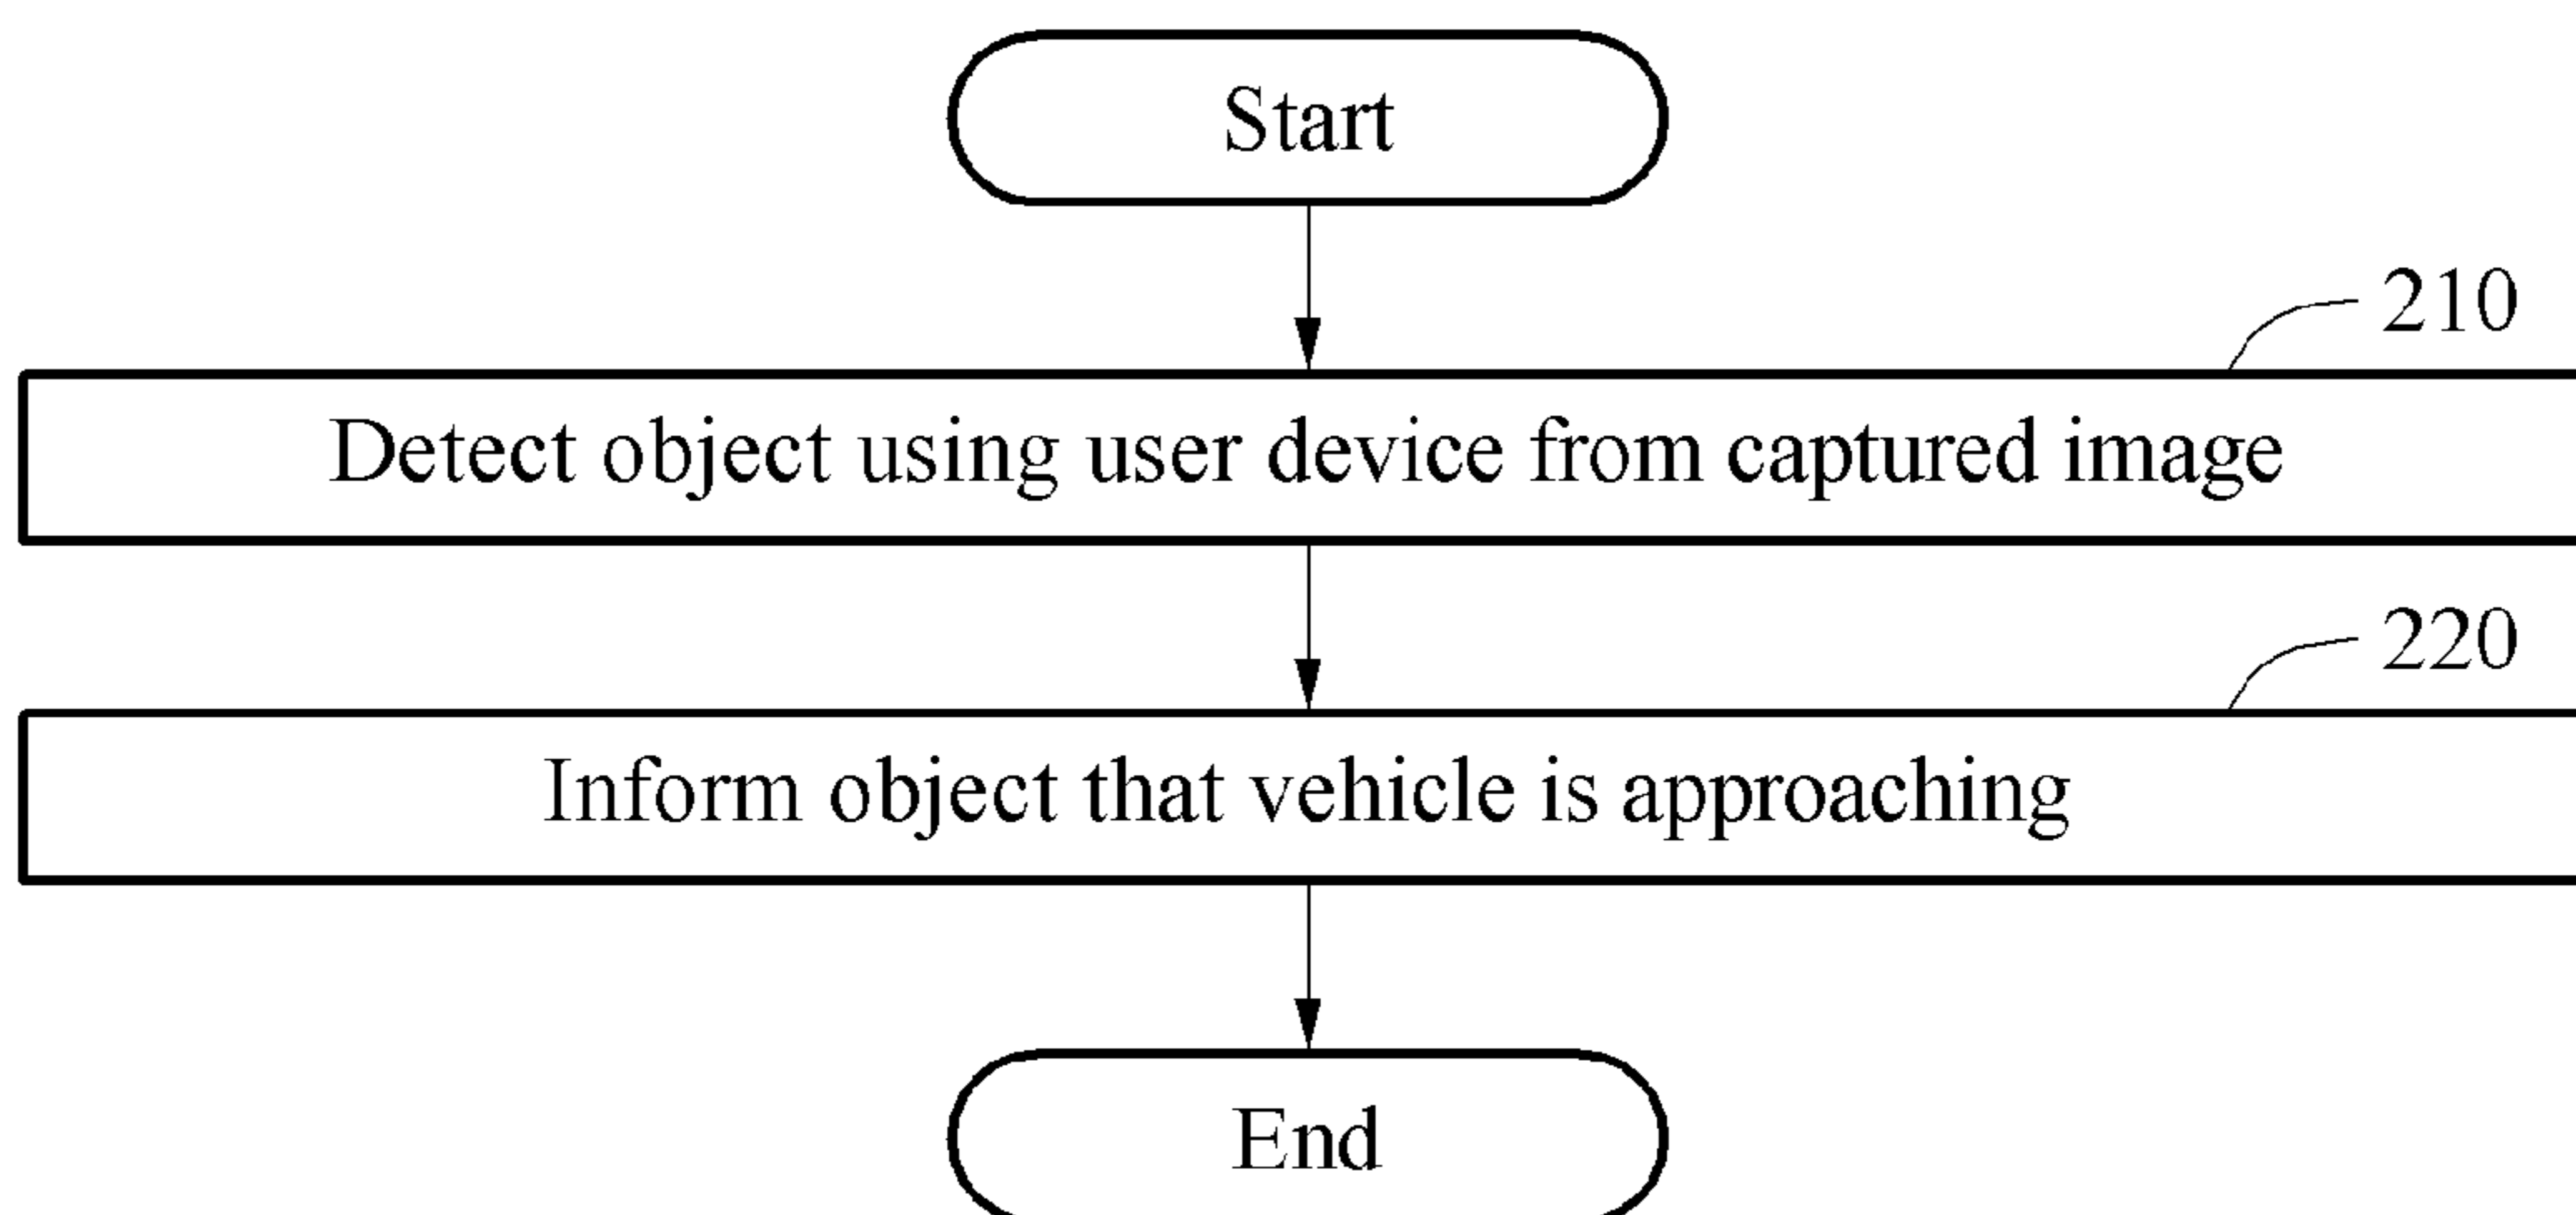 Start
210
Detect object using user device from captured image
220
Inform object that vehicle is approaching
End